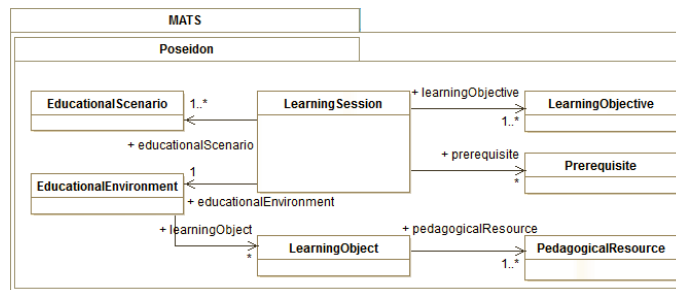 MATS
Poseidon
EducationalScenario
1..*
LearningSession
+ learningObjective
LearningObjective
1..*
+ educationalScenario
+ prerequisite
Prerequisite
*
EducationalEnvironment
1
+ educationalEnvironment
+ learningObject
*
LearningObject
+ pedagogicalResource
PedagogicalResource
1..*